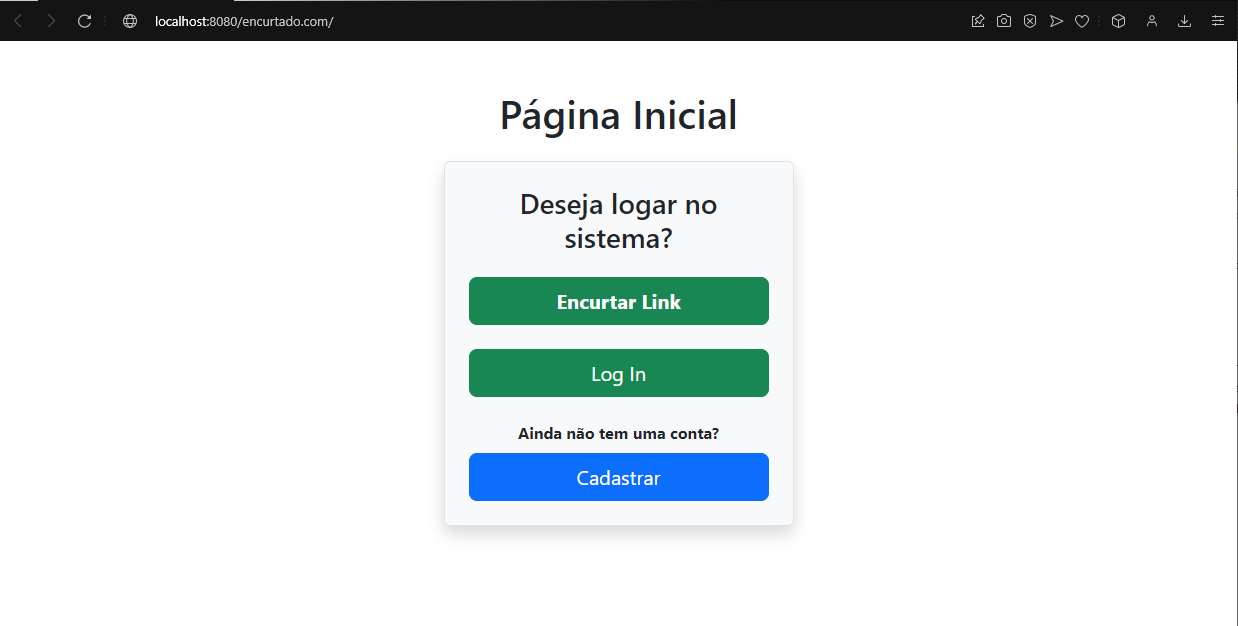 localhost:8080/encurtado.com/
Página Inicial
Deseja logar no
sistema?
Encurtar Link
Log In
Ainda não tem uma conta?
Cadastrar